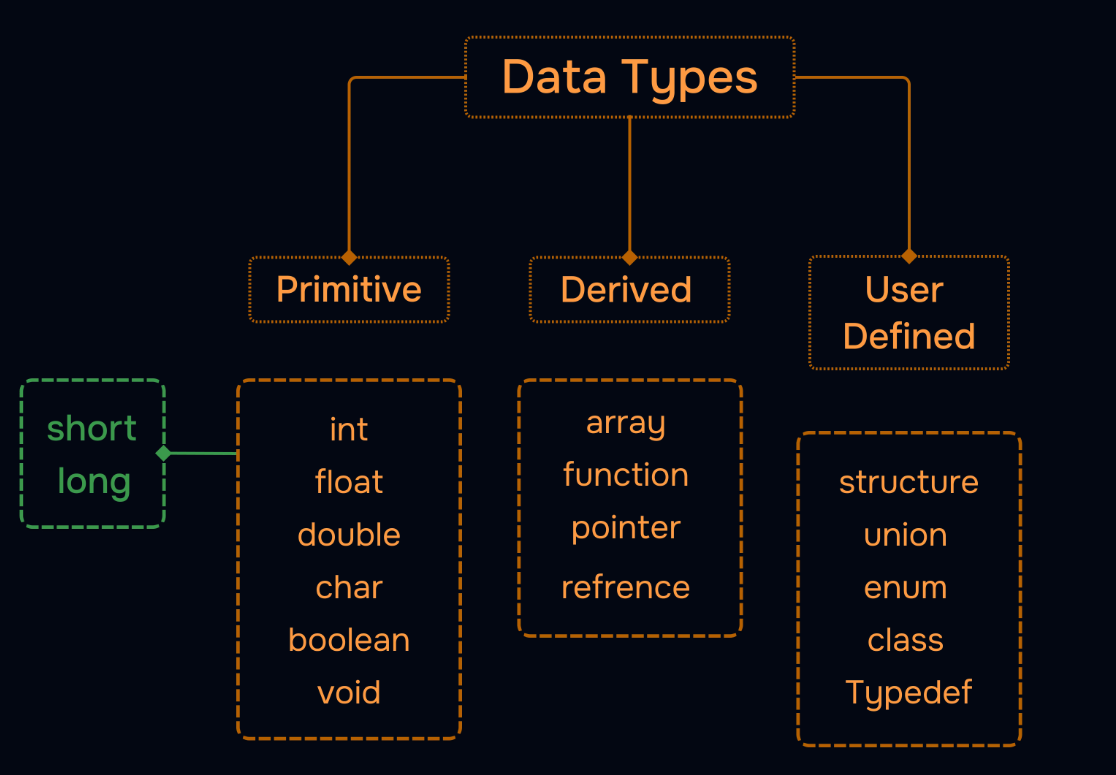 Data Types
Primitive
Derived
User
Defined
short
long
int
float
double
char
boolean
void
array
function
pointer
refrence
structure
union
enum
class
Typedef